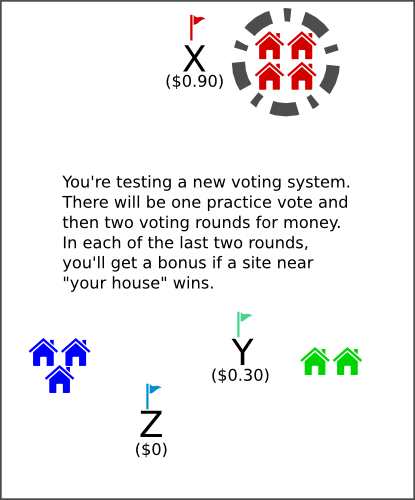 X
($0.90)
You're testing a new voting system.
There will be one practice vote and
then two voting rounds for money.
In each of the last two rounds,
you'll get a bonus if a site near
"your house" wins.
Y
($0.30)
Z
($0)